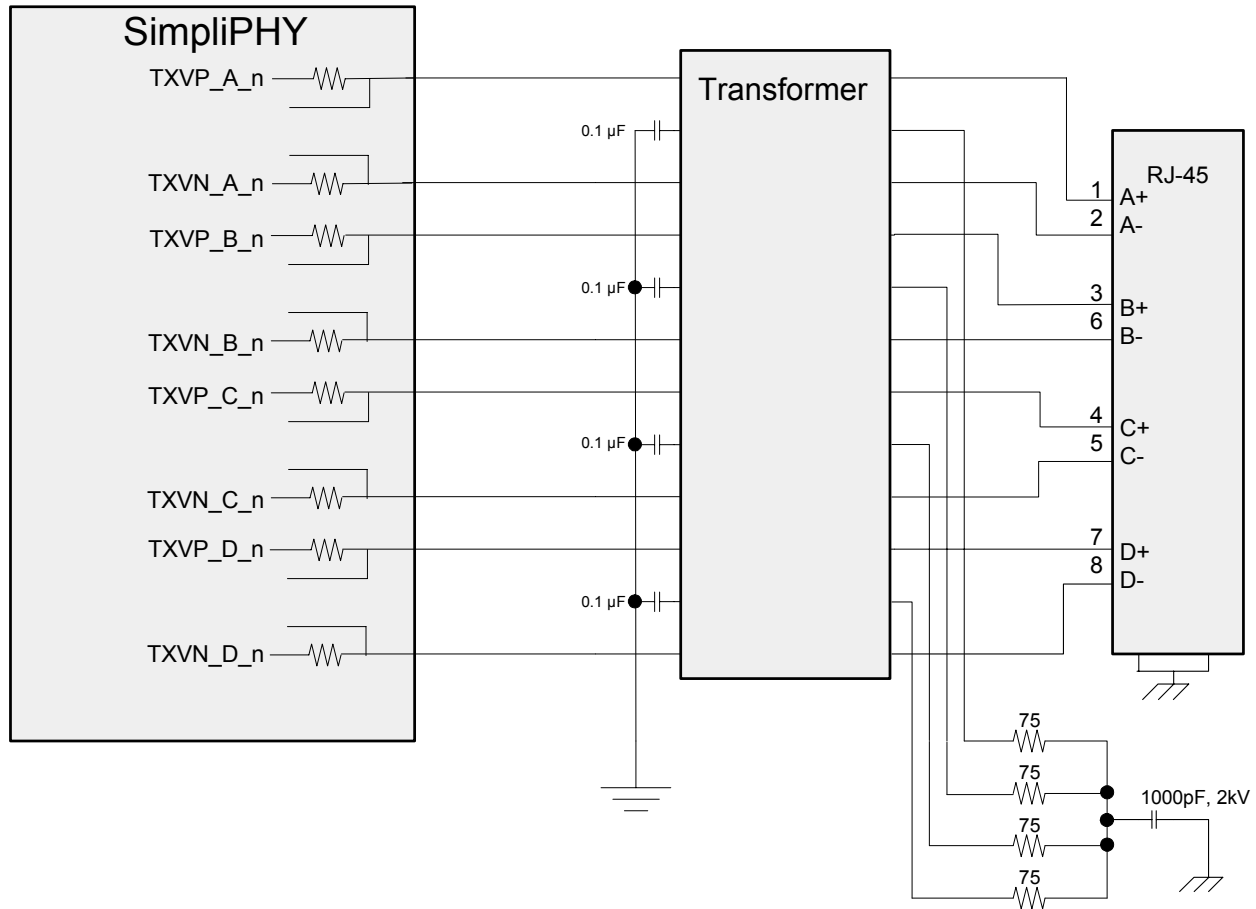 SimpliPHY
TXVP_A_n
TXVN_A_n
TXVP_B_n
TXVN_B_n
TXVP_C_n
TXVN_C_n
TXVP_D_n
TXVN_D_n
0.1 µF
0.1 µF
0.1 µF
0.1 µF
Transformer
RJ-45
1 A+
2 A-
3 B+
6 B-
4 C+
5 C-
7 D+
8 D-
75
75
75
75
1000pF, 2kV